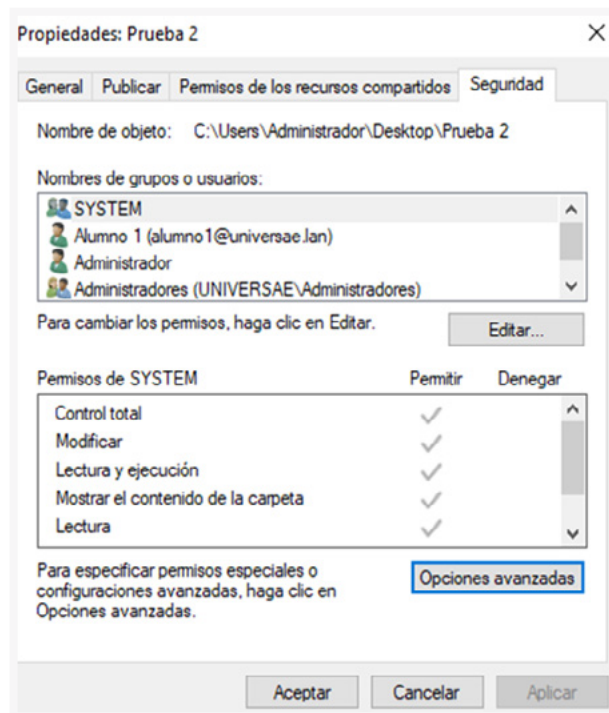 Propiedades: Prueba 2
General Publicar Permisos de los recursos compartidos Seguridad
Nombre de objeto: C:\Users\Administrador\Desktop\Prueba 2
Nombres de grupos o usuarios:
SYSTEM
Alumno 1 (alumno1@universae.lan)
Administrador
Administradores (UNIVERSAE\Administradores)
Para cambiar los permisos, haga clic en Editar. Editar...
Permisos de SYSTEM Permitir Denegar
Control total
Modificar
Lectura y ejecución
Mostrar el contenido de la carpeta
Lectura
Para especificar permisos especiales o
configuraciones avanzadas, haga clic en
Opciones avanzadas.
Opciones avanzadas
Aceptar Cancelar Aplicar